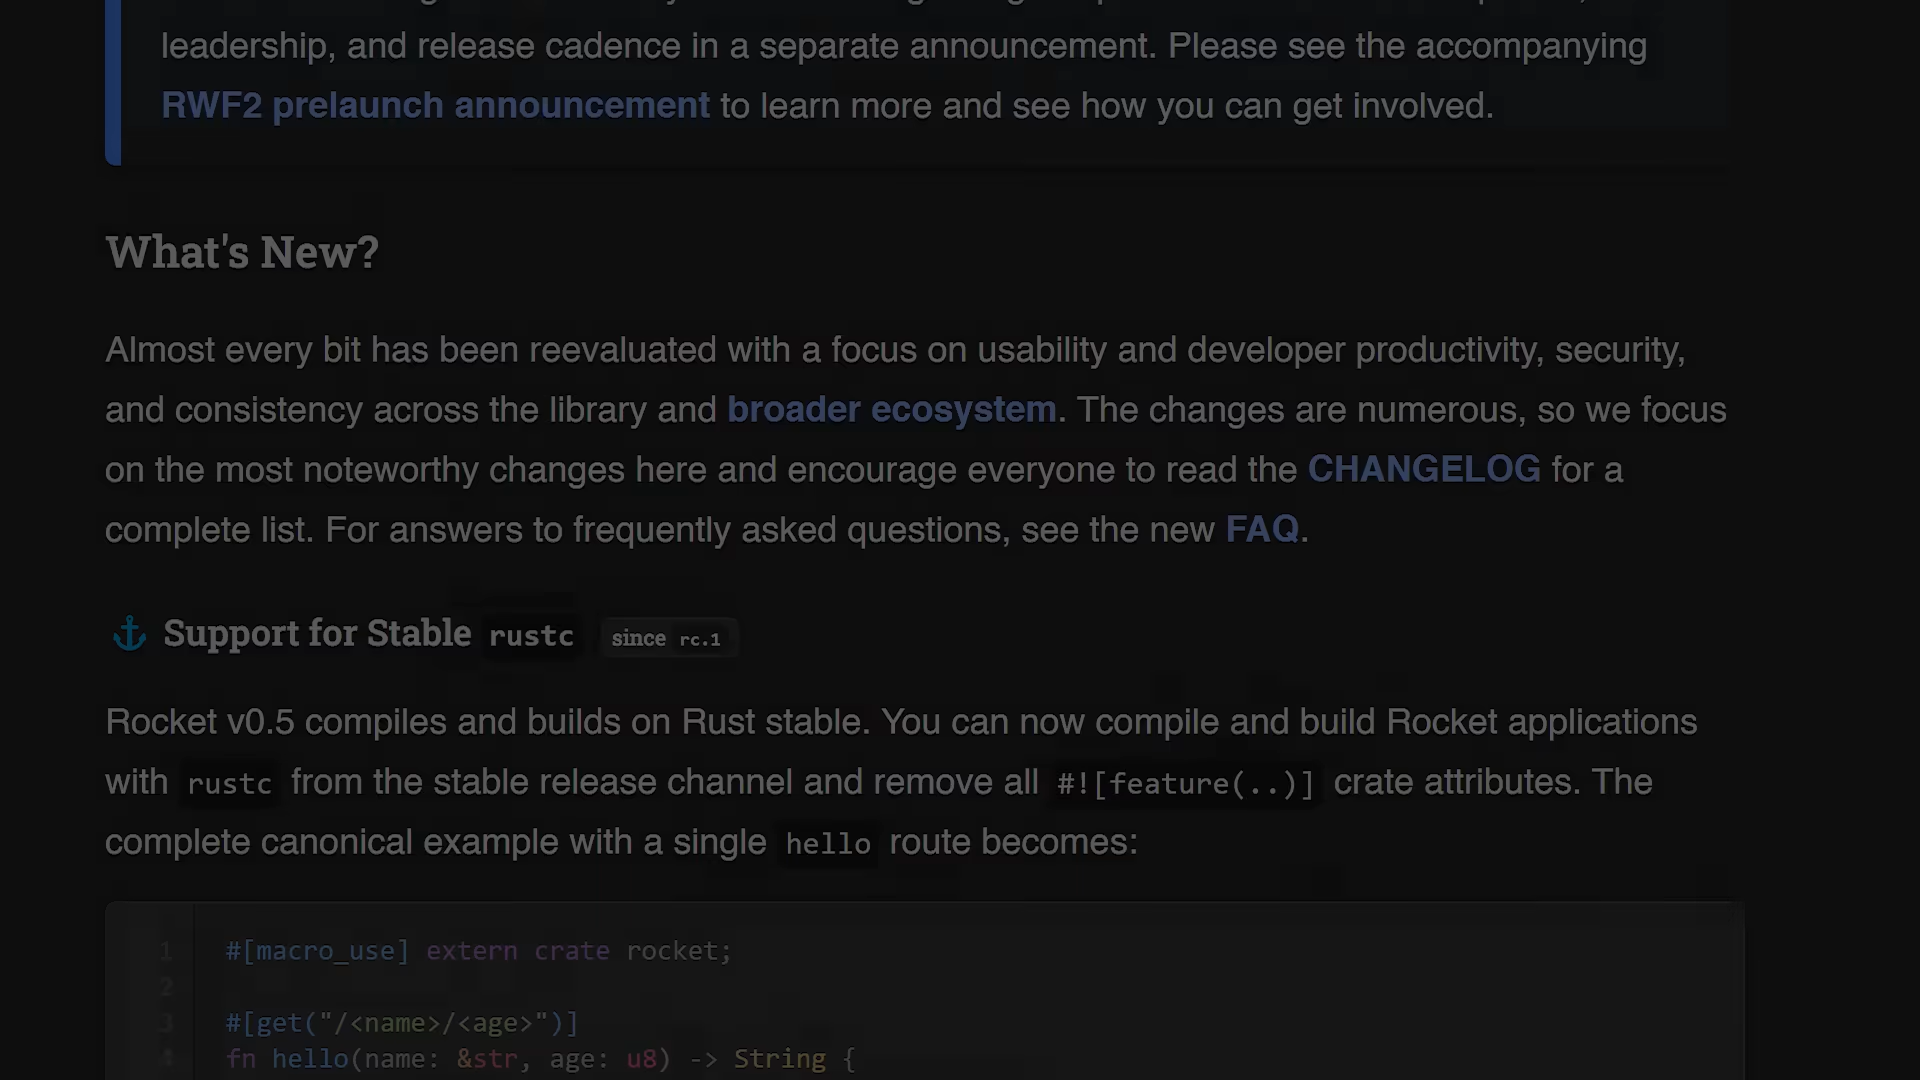 leadership, and release cadence in a separate announcement. Please see the accompanying
RWF2 prelaunch announcement to learn more and see how you can get involved.
What's New?
Almost every bit has been reevaluated with a focus on usability and developer productivity, security,
and consistency across the library and broader ecosystem. The changes are numerous, so we focus
on the most noteworthy changes here and encourage everyone to read the CHANGELOG for a
complete list. For answers to frequently asked questions, see the new FAQ.
Support for Stable rustc since rc.1
Rocket v0.5 compiles and builds on Rust stable. You can now compile and build Rocket applications
with rustc from the stable release channel and remove all #![feature(..)] crate attributes. The
complete canonical example with a single hello route becomes:
1 #[macro_use] extern crate rocket;
2
3 #[get("/<name>/<age>")]
4 fn hello(name: &str, age: u8) -> String {